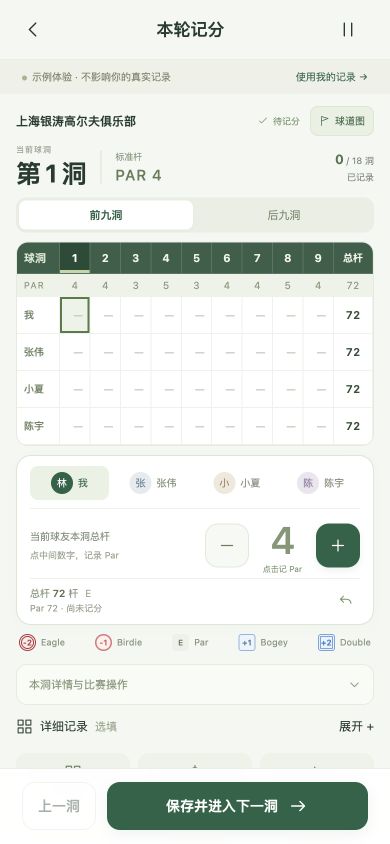 本轮记分
示例体验 · 不影响你的真实记录
使用我的记录 →
上海银涛高尔夫俱乐部
待记分
球道图
当前球洞
第1洞
标准杆
PAR 4
0 / 18 洞
已记录
前九洞
后九洞
球洞 1 2 3 4 5 6 7 8 9 总杆
PAR 4 4 3 5 3 4 4 5 4 72
我 — — — — — — — — — 72
张伟 — — — — — — — — — 72
小夏 — — — — — — — — — 72
陈宇 — — — — — — — — — 72
林 我
张 张伟
小 小夏
陈 陈宇
当前球友本洞总杆
点中间数字，记录 Par
— 4 +
点击记 Par
总杆 72 杆 E
Par 72 · 尚未记分
-2 Eagle
-1 Birdie
E Par
+1 Bogey
+2 Double
本洞详情与比赛操作
详细记录 选填
展开 +
上一洞
保存并进入下一洞 →